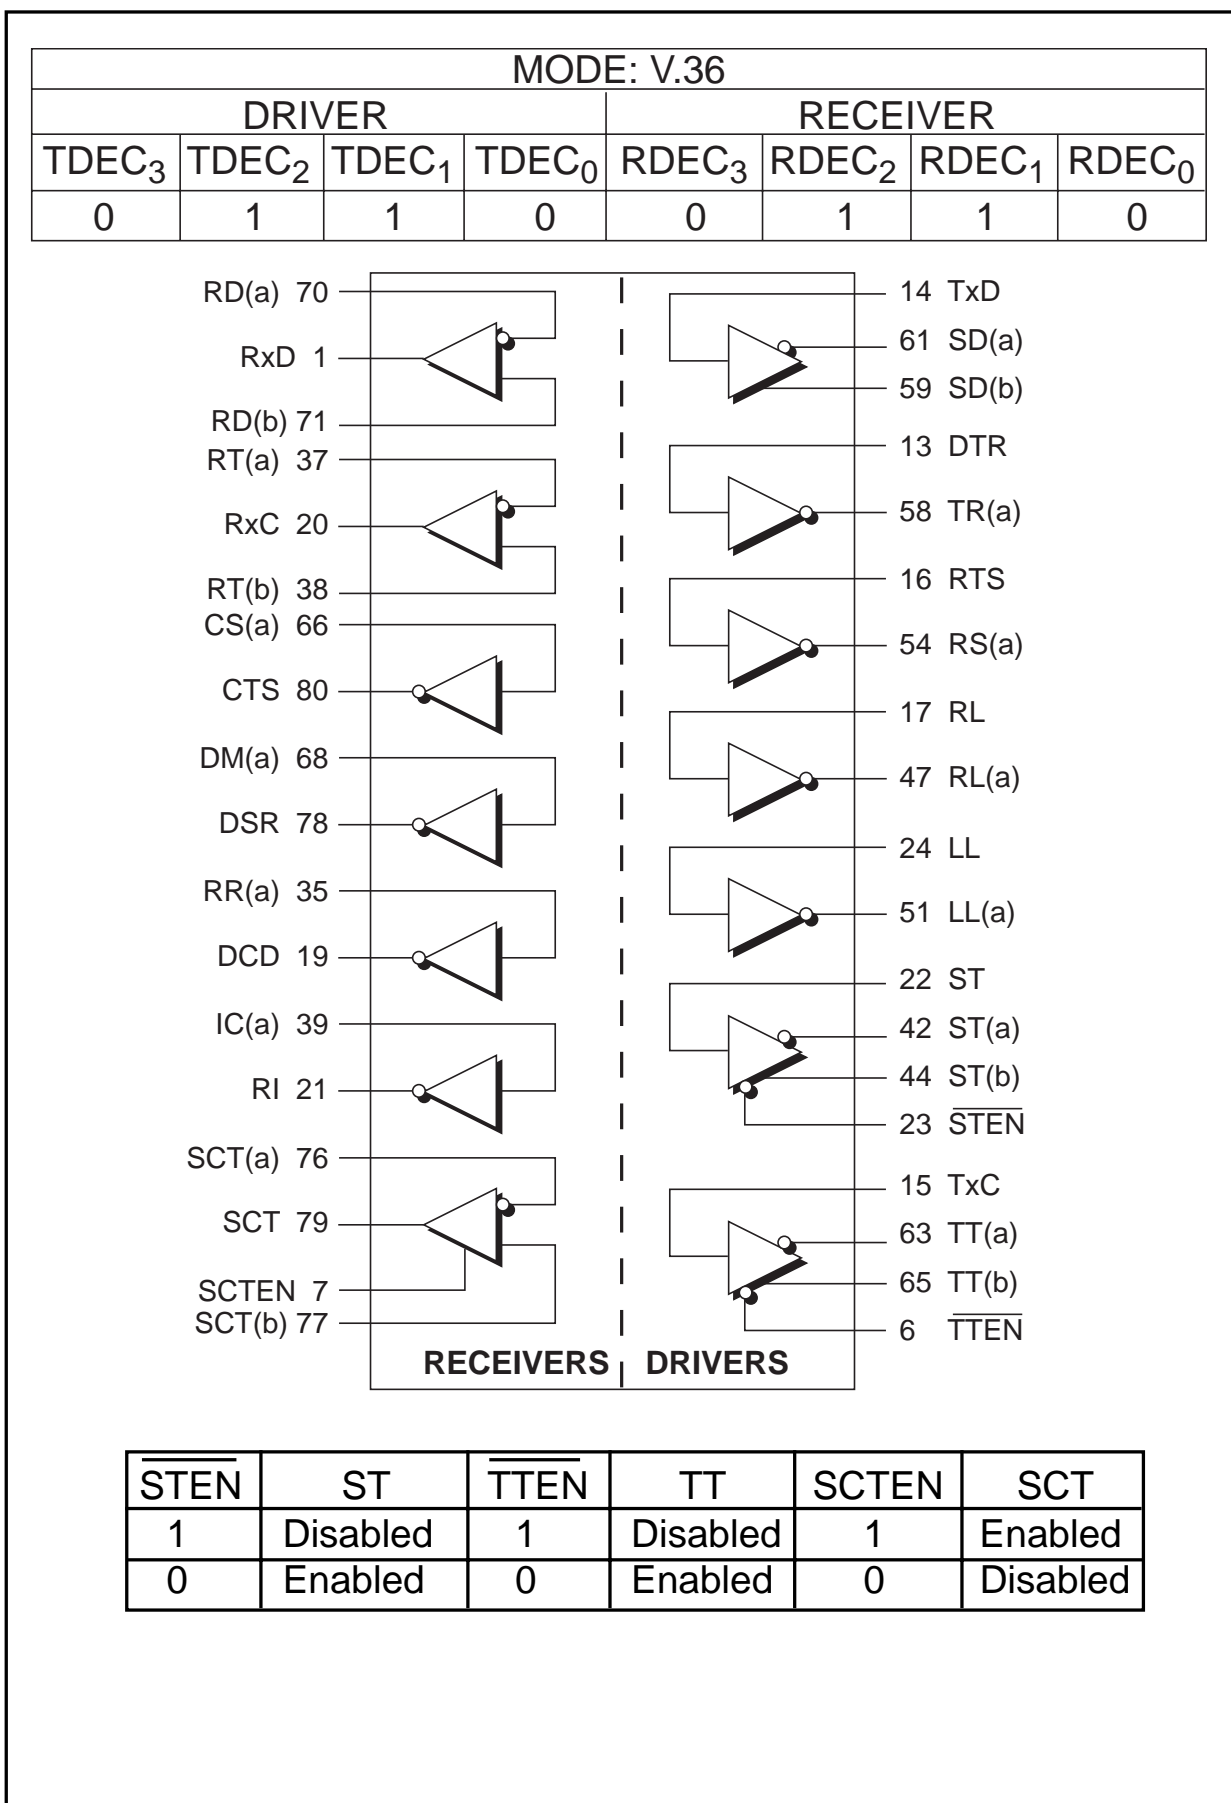 MODE: V.36
DRIVER RECEIVER
TDEC3 TDEC2 TDEC1 TDEC0 RDEC3 RDEC2 RDEC1 RDEC0
0 1 1 0 0 1 1 0
RD(a) 70
RxD 1
RD(b) 71
RT(a) 37
RxC 20
RT(b) 38
CS(a) 66
CTS 80
DM(a) 68
DSR 78
RR(a) 35
DCD 19
IC(a) 39
RI 21
SCT(a) 76
SCT 79
SCTEN 7
SCT(b) 77
14 TxD
61 SD(a)
59 SD(b)
13 DTR
58 TR(a)
16 RTS
54 RS(a)
17 RL
47 RL(a)
24 LL
51 LL(a)
22 ST
42 ST(a)
44 ST(b)
23 S̅T̅E̅N̅
15 TxC
63 TT(a)
65 TT(b)
6 T̅T̅E̅N̅
RECEIVERS DRIVERS
S̅T̅E̅N̅ ST T̅T̅E̅N̅ TT SCTEN SCT
1 Disabled 1 Disabled 1 Enabled
0 Enabled 0 Enabled 0 Disabled